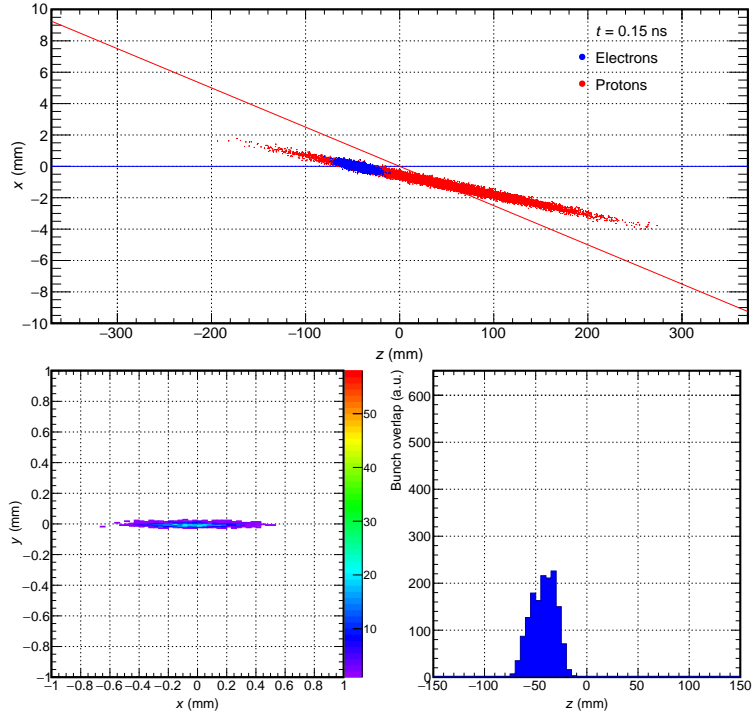 10
8
6
4
2
0
−2
−4
−6
−8
−10
x (mm)
t = 0.15 ns
Electrons
Protons
−300 −200 −100 0 100 200 300
z (mm)
1
0.8
0.6
0.4
0.2
0
−0.2
−0.4
−0.6
−0.8
−1
y (mm)
−1 −0.8 −0.6 −0.4 −0.2 0 0.2 0.4 0.6 0.8 1
x (mm)
50
40
30
20
10
Bunch overlap (a.u.)
600
500
400
300
200
100
0
−150 −100 −50 0 50 100 150
z (mm)